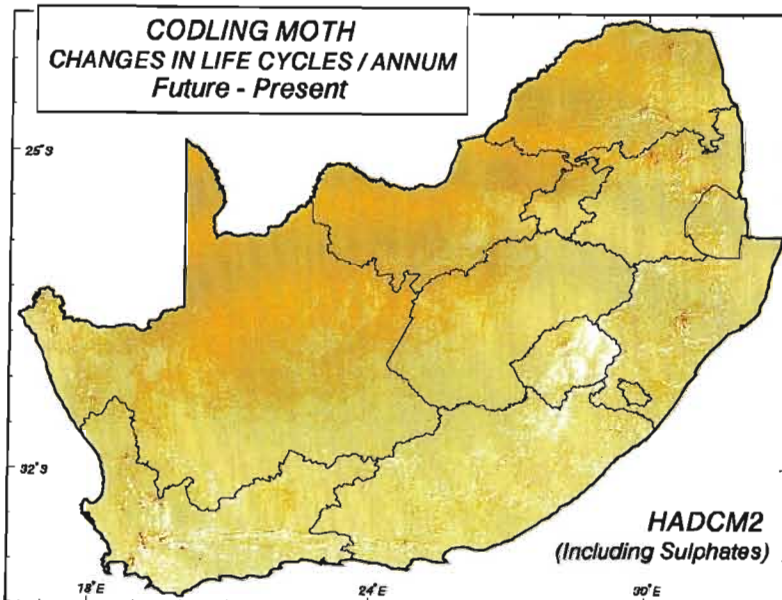 CODLING MOTH
CHANGES IN LIFE CYCLES / ANNUM
Future - Present
25°S
32°S
HADCM2
(Including Sulphates)
18°E
24°E
30°E